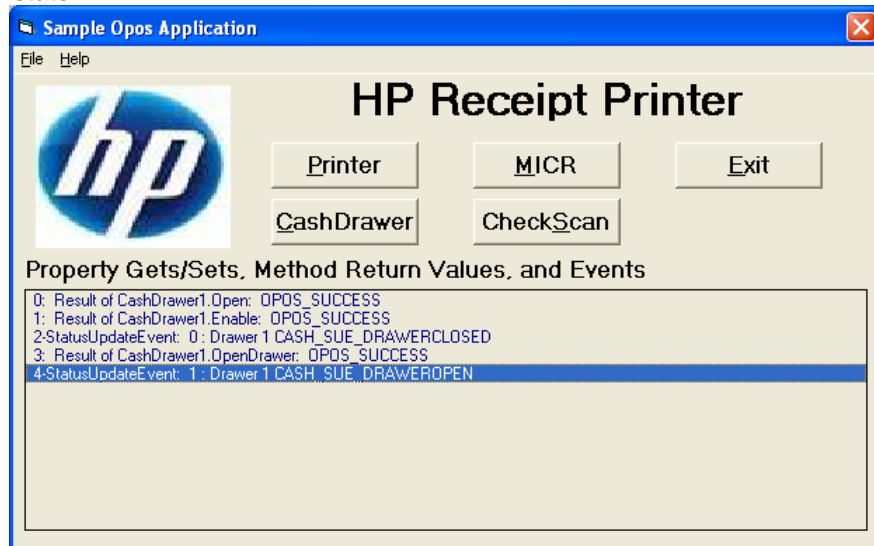 Sample Opos Application
File Help
hp
HP Receipt Printer
Printer MICR Exit
CashDrawer CheckScan
Property Gets/Sets, Method Return Values, and Events
0: Result of CashDrawer1.Open: OPOS_SUCCESS
1: Result of CashDrawer1.Enable: OPOS_SUCCESS
2-StatusUpdateEvent: 0 : Drawer 1 CASH_SUE_DRAWERCLOSED
3: Result of CashDrawer1.OpenDrawer: OPOS_SUCCESS
4-StatusUpdateEvent: 1 : Drawer 1 CASH_SUE_DRAWEROPEN